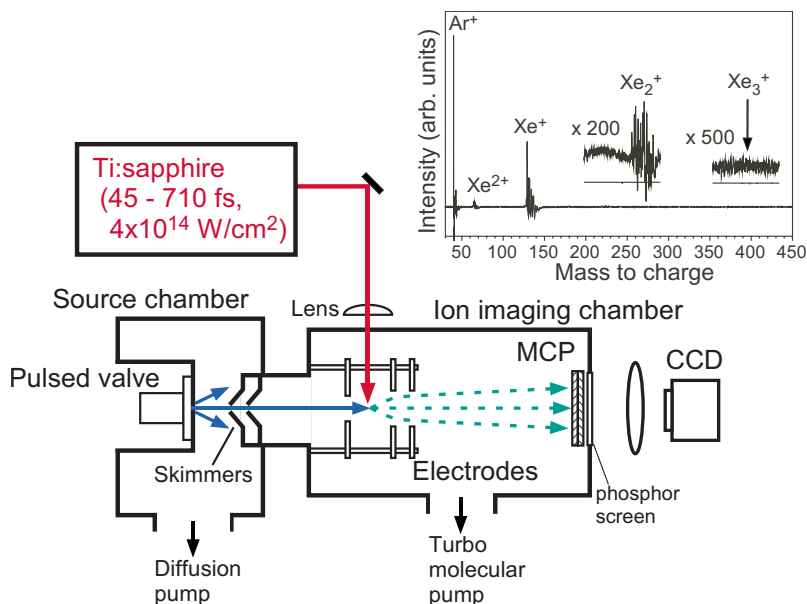 Ar⁺
Xe₂⁺
Xe₃⁺
Xe⁺
x 200
x 500
Xe²⁺
Intensity (arb. units)
50 100 150 200 250 300 350 400 450
Mass to charge
Ti:sapphire
(45 - 710 fs,
4x10¹⁴ W/cm²)
Source chamber
Lens
Ion imaging chamber
Pulsed valve
MCP
CCD
Skimmers
Electrodes
phosphor
screen
Diffusion
pump
Turbo
molecular
pump